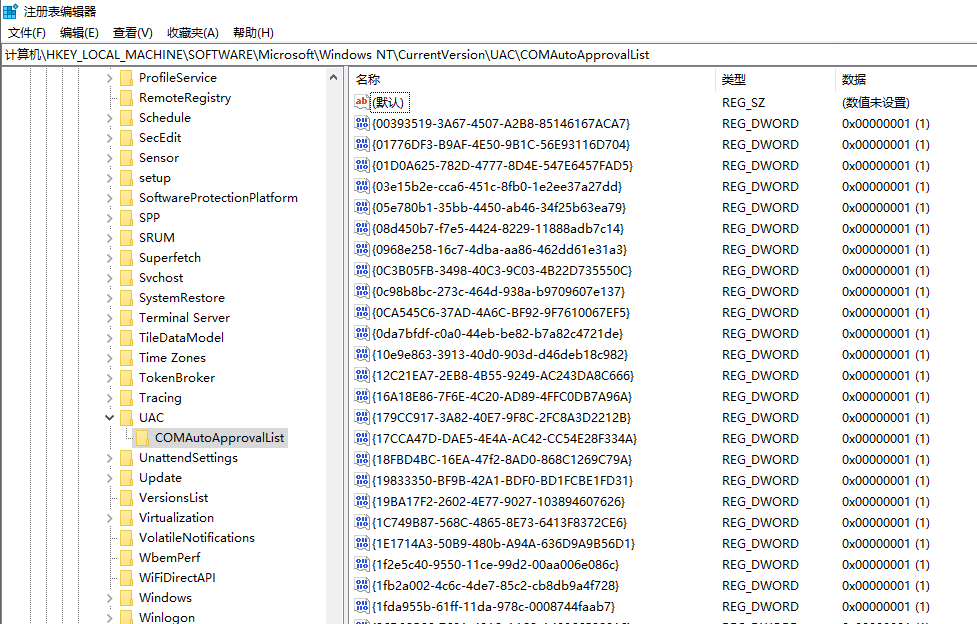 注册表编辑器
文件(F) 编辑(E) 查看(V) 收藏夹(A) 帮助(H)
计算机\HKEY_LOCAL_MACHINE\SOFTWARE\Microsoft\Windows NT\CurrentVersion\UAC\COMAutoApprovalList
ProfileService
RemoteRegistry
Schedule
SecEdit
Sensor
setup
SoftwareProtectionPlatform
SPP
SRUM
Superfetch
Svchost
SystemRestore
Terminal Server
TileDataModel
Time Zones
TokenBroker
Tracing
UAC
COMAutoApprovalList
UnattendSettings
Update
VersionsList
Virtualization
VolatileNotifications
WbemPerf
WiFiDirectAPI
Windows
Winlogon
名称 类型 数据
ab (默认) REG_SZ (数值未设置)
{00393519-3A67-4507-A2B8-85146167ACA7} REG_DWORD 0x00000001 (1)
{01776DF3-B9AF-4E50-9B1C-56E93116D704} REG_DWORD 0x00000001 (1)
{01D0A625-782D-4777-8D4E-547E6457FAD5} REG_DWORD 0x00000001 (1)
{03e15b2e-cca6-451c-8fb0-1e2ee37a27dd} REG_DWORD 0x00000001 (1)
{05e780b1-35bb-4450-ab46-34f25b63ea79} REG_DWORD 0x00000001 (1)
{08d450b7-f7e5-4424-8229-11888adb7c14} REG_DWORD 0x00000001 (1)
{0968e258-16c7-4dba-aa86-462dd61e31a3} REG_DWORD 0x00000001 (1)
{0C3B05FB-3498-40C3-9C03-4B22D735550C} REG_DWORD 0x00000001 (1)
{0c98b8bc-273c-464d-938a-b9709607e137} REG_DWORD 0x00000001 (1)
{0CA545C6-37AD-4A6C-BF92-9F7610067EF5} REG_DWORD 0x00000001 (1)
{0da7bfdf-c0a0-44eb-be82-b7a82c4721de} REG_DWORD 0x00000001 (1)
{10e9e863-3913-40d0-903d-d46deb18c982} REG_DWORD 0x00000001 (1)
{12C21EA7-2EB8-4B55-9249-AC243DA8C666} REG_DWORD 0x00000001 (1)
{16A18E86-7F6E-4C20-AD89-4FFC0DB7A96A} REG_DWORD 0x00000001 (1)
{179CC917-3A82-40E7-9F8C-2FC8A3D2212B} REG_DWORD 0x00000001 (1)
{17CCA47D-DAE5-4E4A-AC42-CC54E28F334A} REG_DWORD 0x00000001 (1)
{18FBD4BC-16EA-47f2-8AD0-868C1269C79A} REG_DWORD 0x00000001 (1)
{19833350-BF9B-42A1-BDF0-BD1FCBE1FD31} REG_DWORD 0x00000001 (1)
{19BA17F2-2602-4E77-9027-103894607626} REG_DWORD 0x00000001 (1)
{1C749B87-568C-4865-8E73-6413F8372CE6} REG_DWORD 0x00000001 (1)
{1E1714A3-50B9-480b-A94A-636D9A9B56D1} REG_DWORD 0x00000001 (1)
{1f2e5c40-9550-11ce-99d2-00aa006e086c} REG_DWORD 0x00000001 (1)
{1fb2a002-4c6c-4de7-85c2-cb8db9a4f728} REG_DWORD 0x00000001 (1)
{1fda955b-61ff-11da-978c-0008744faab7} REG_DWORD 0x00000001 (1)